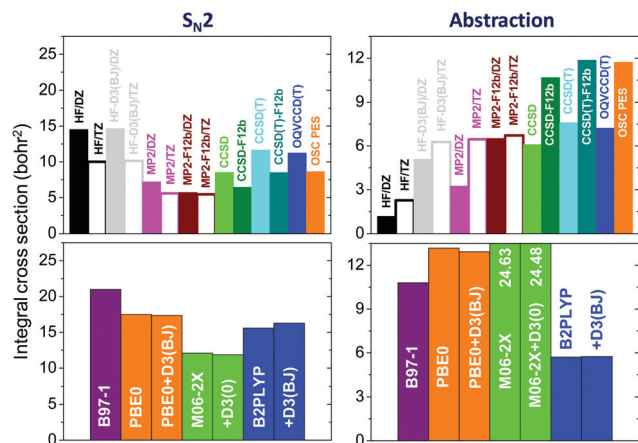 S_N2
Abstraction
Integral cross section (bohr²)
30
25
20
15
10
5
0
HF/DZ
HF/TZ
HF-D3(BJ)/DZ
HF-D3(BJ)/TZ
MP2/DZ
MP2/TZ
MP2-F12b/DZ
MP2-F12b/TZ
CCSD
CCSD-F12b
CCSD(T)
CCSD(T)-F12b
OQVCCD(T)
OSC PES
12
9
6
3
0
HF/DZ
HF/TZ
HF-D3(BJ)/DZ
HF-D3(BJ)/TZ
MP2/DZ
MP2/TZ
MP2-F12b/DZ
MP2-F12b/TZ
CCSD
CCSD-F12b
CCSD(T)
CCSD(T)-F12b
OQVCCD(T)
OSC PES
25
20
15
10
5
0
B97-1
PBE0
PBE0+D3(BJ)
M06-2X
+D3(0)
B2PLYP
+D3(BJ)
12
9
6
3
0
B97-1
PBE0
PBE0+D3(BJ)
M06-2X 24.63
M06-2X+D3(0) 24.48
B2PLYP
+D3(BJ)